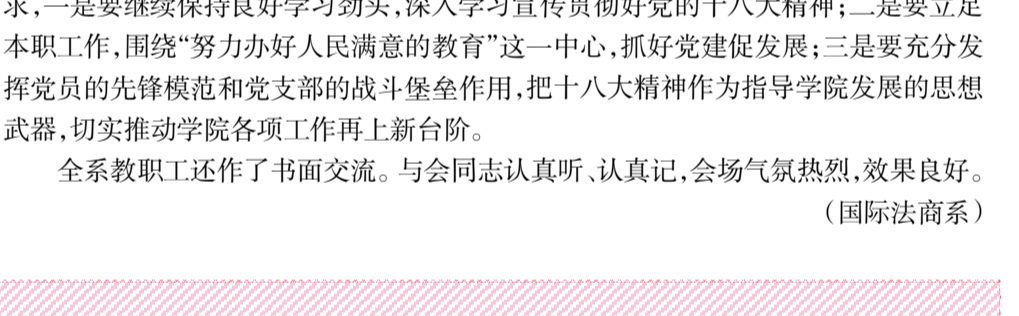 求，一是要继续保持良好学习劲头，深入学习宣传贯彻好党的十八大精神；二是要立足
本职工作，围绕“努力办好人民满意的教育”这一中心，抓好党建促发展；三是要充分发
挥党员的先锋模范和党支部的战斗堡垒作用，把十八大精神作为指导学院发展的思想
武器，切实推动学院各项工作再上新台阶。
全系教职工还作了书面交流。与会同志认真听、认真记，会场气氛热烈，效果良好。
（国际法商系）